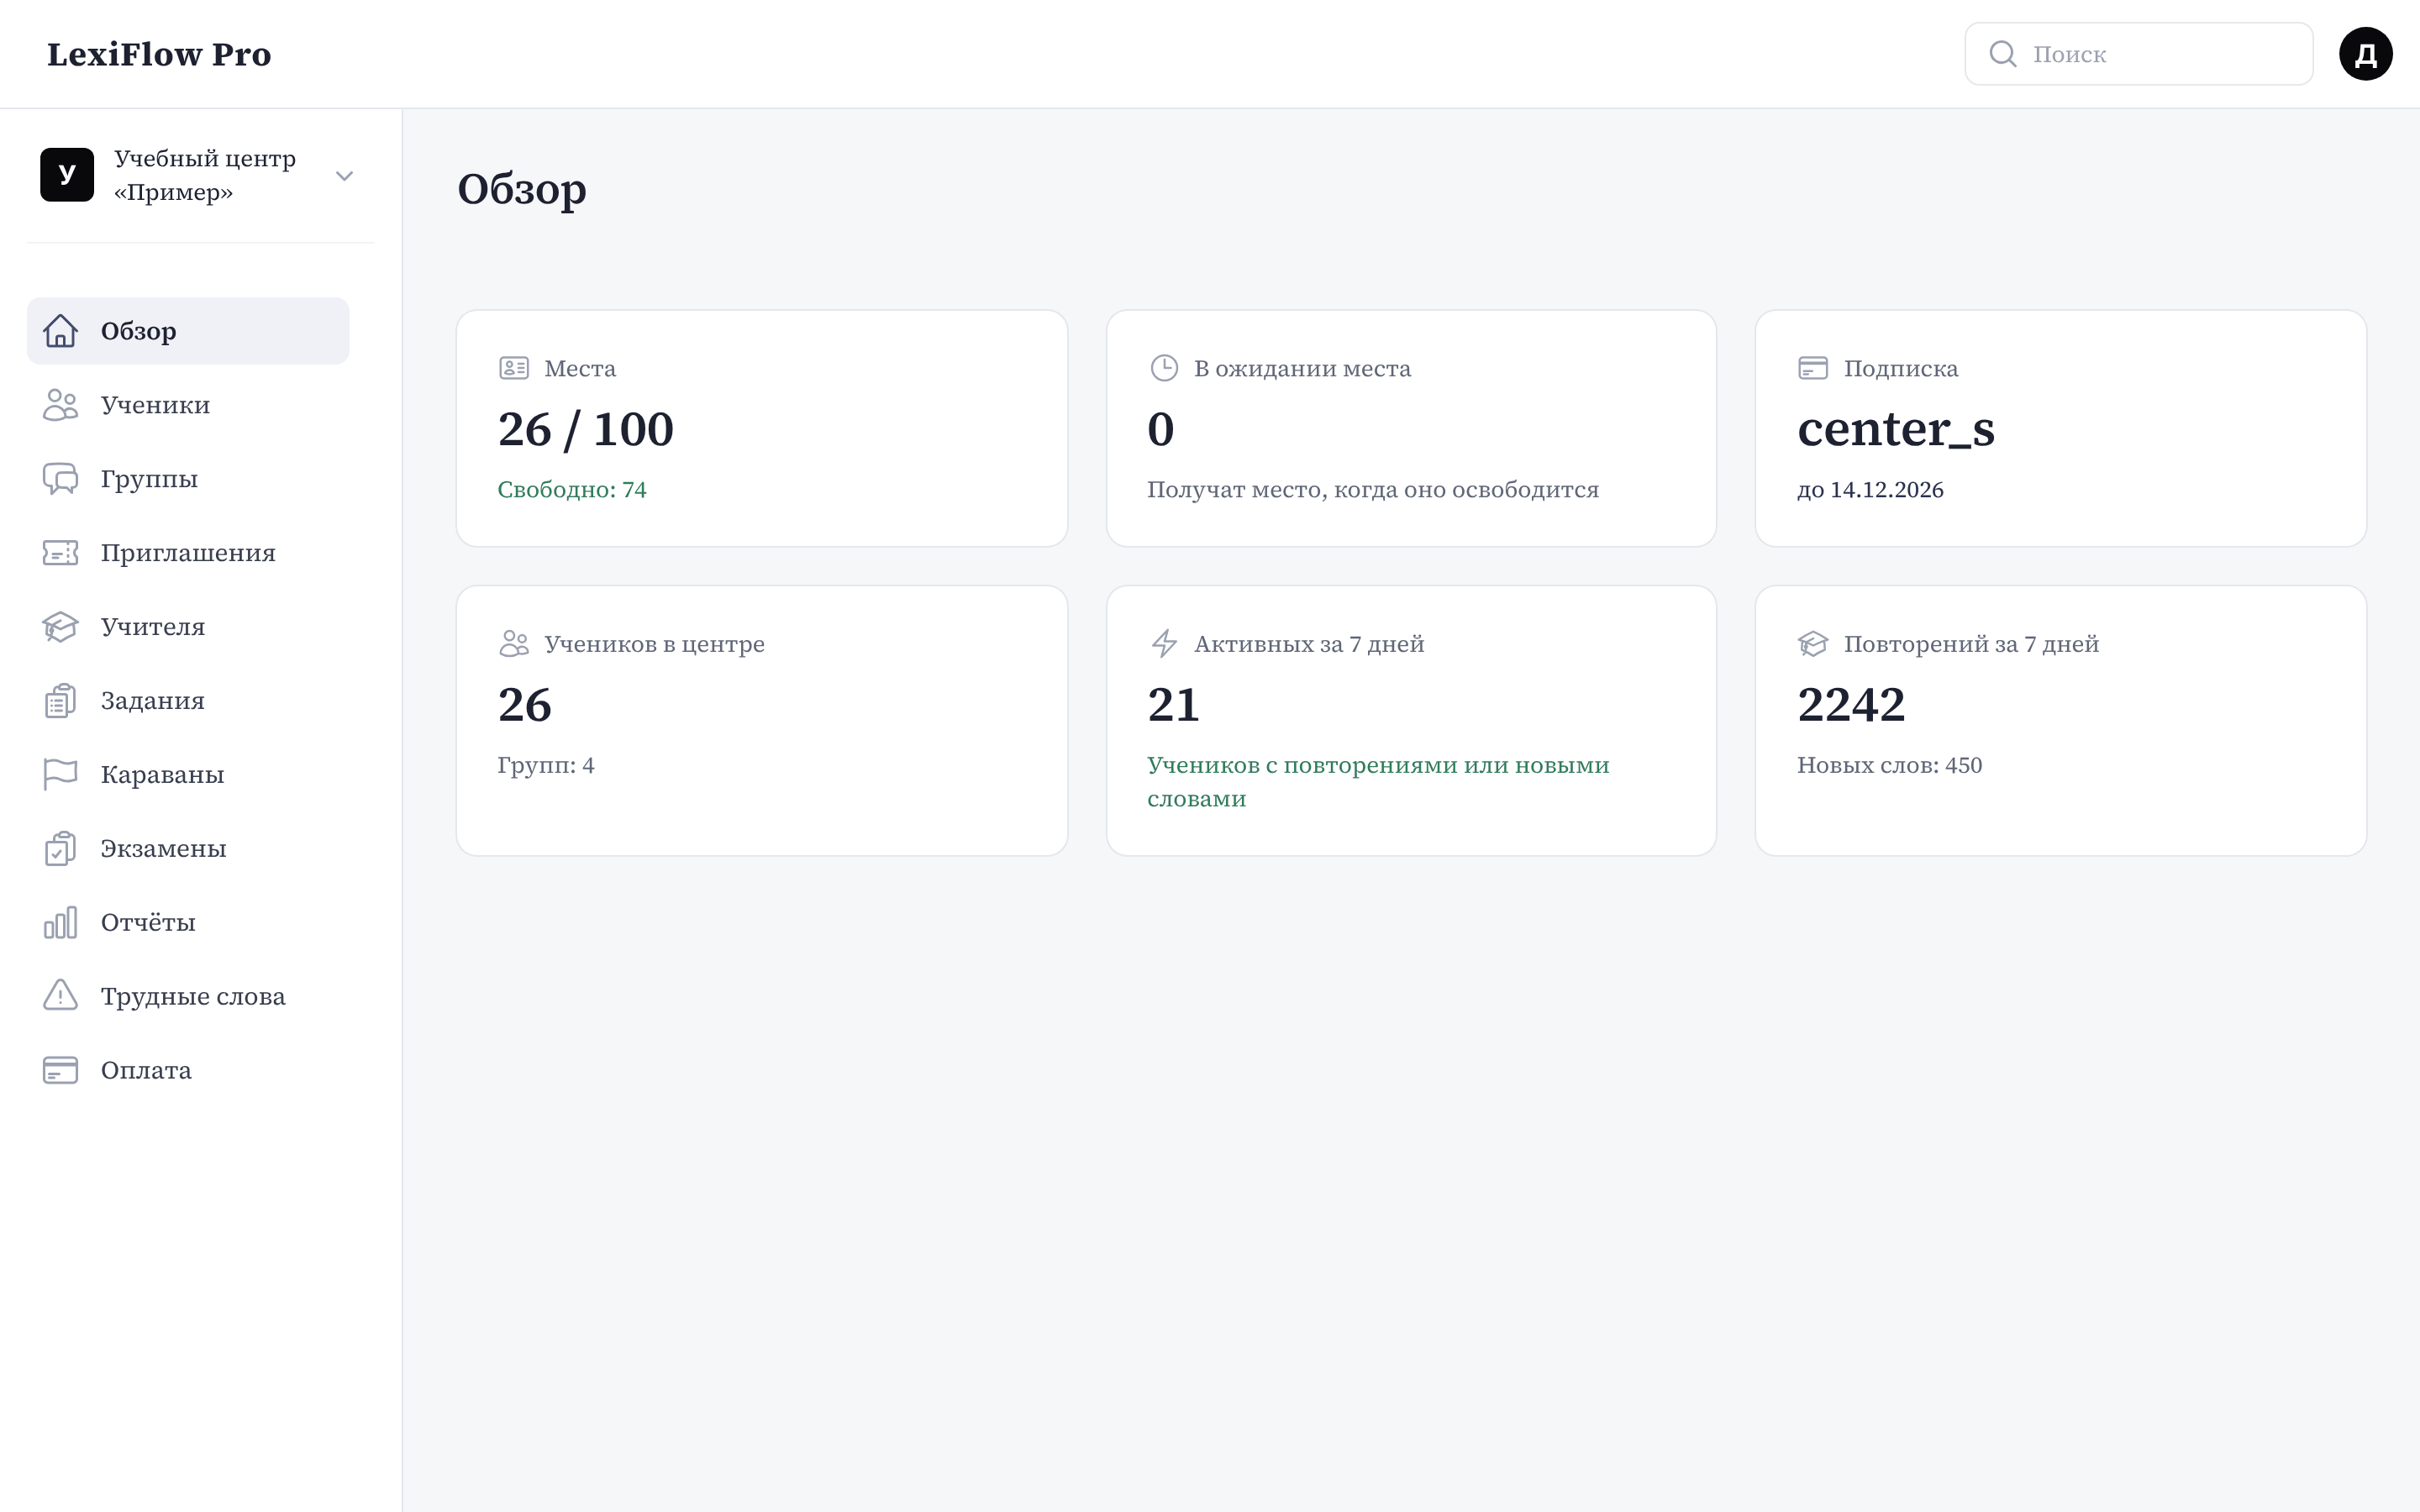 LexiFlow Pro
Поиск
Д
У
Учебный центр
«Пример»
Обзор
Ученики
Группы
Приглашения
Учителя
Задания
Караваны
Экзамены
Отчёты
Трудные слова
Оплата
Обзор
Места
26 / 100
Свободно: 74
В ожидании места
0
Получат место, когда оно освободится
Подписка
center_s
до 14.12.2026
Учеников в центре
26
Групп: 4
Активных за 7 дней
21
Учеников с повторениями или новыми
словами
Повторений за 7 дней
2242
Новых слов: 450